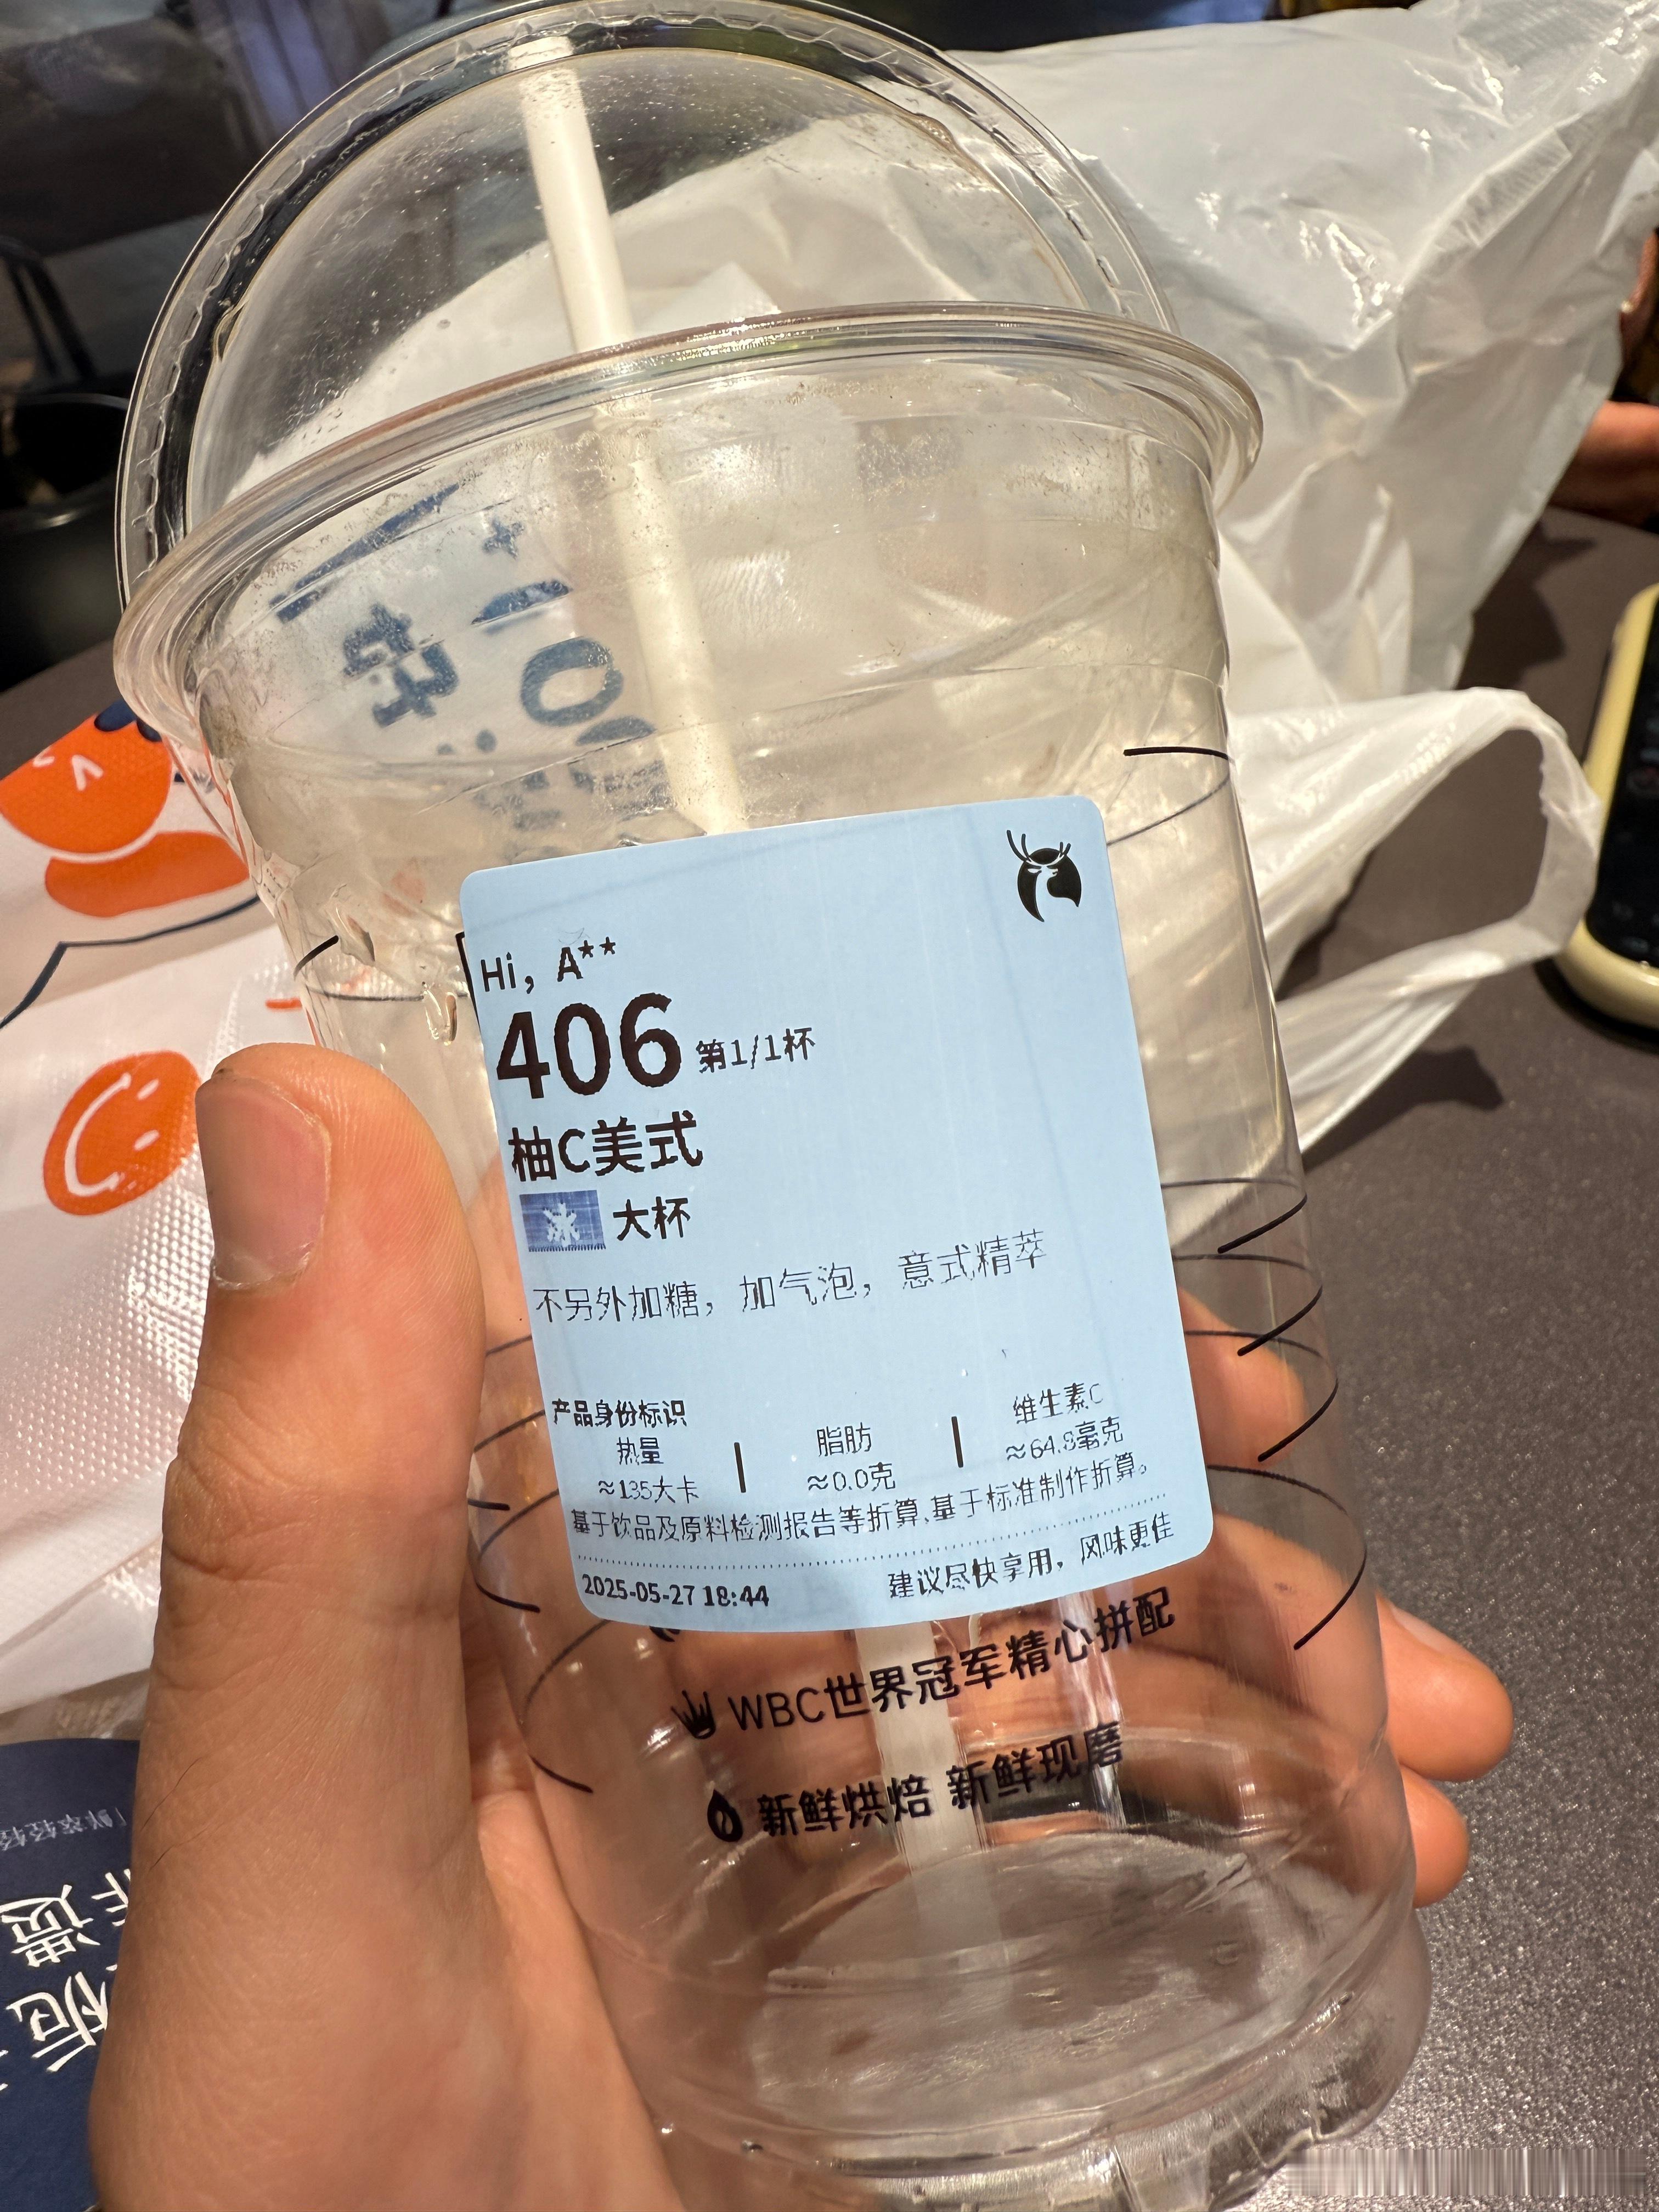 Hi，A**
406 第1/1杯
柚C美式
冰 大杯
不另外加糖，加气泡，意式精萃
产品身份标识
热量
≈135大卡
脂肪
≈0.0克
维生素C
≈64.8毫克
基于饮品及原料检测报告等折算,基于标准制作折算。
2025-05-27 18:44
建议尽快享用，风味更佳
WBC世界冠军精心拼配
新鲜烘焙 新鲜现磨